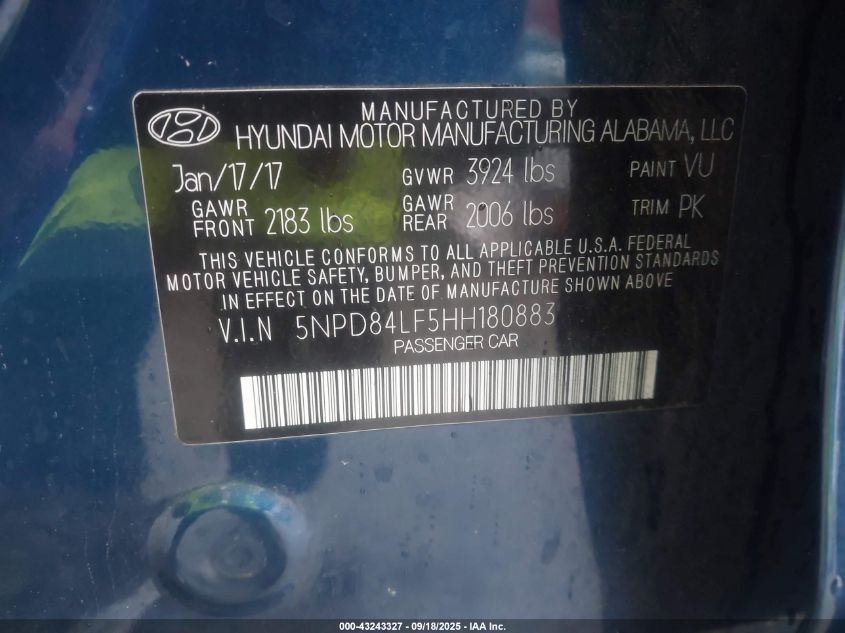 MANUFACTURED BY
HYUNDAI MOTOR MANUFACTURING ALABAMA, LLC
Jan/17/17 GVWR 3924 lbs PAINT VU
GAWR FRONT 2183 lbs GAWR REAR 2006 lbs TRIM PK
THIS VEHICLE CONFORMS TO ALL APPLICABLE U.S.A. FEDERAL
MOTOR VEHICLE SAFETY, BUMPER, AND THEFT PREVENTION STANDARDS
IN EFFECT ON THE DATE OF MANUFACTURE SHOWN ABOVE
V.I.N 5NPD84LF5HH180883
PASSENGER CAR
000-43243327 - 09/18/2025 - IAA Inc.